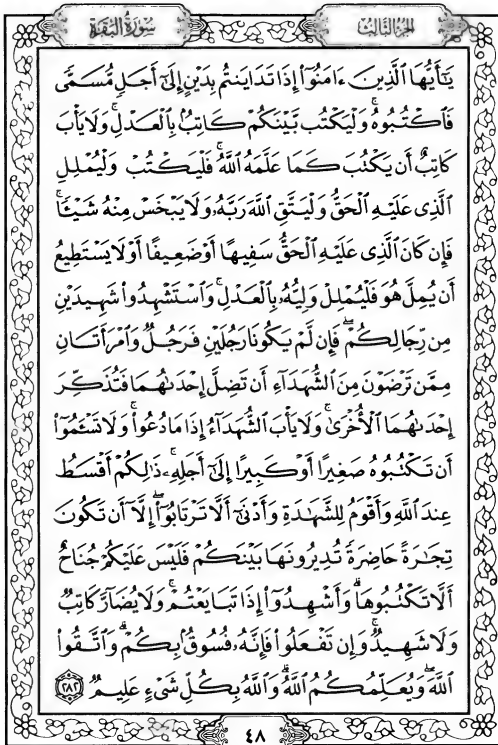 الجزء الثالث
سورة البقرة
يَٰٓأَيُّهَا ٱلَّذِينَ ءَامَنُوٓا۟ إِذَا تَدَايَنتُم بِدَيْنٍ إِلَىٰٓ أَجَلٍ مُّسَمًّى
فَٱكْتُبُوهُ ۚ وَلْيَكْتُب بَّيْنَكُمْ كَاتِبٌۢ بِٱلْعَدْلِ ۚ وَلَا يَأْبَ
كَاتِبٌ أَن يَكْتُبَ كَمَا عَلَّمَهُ ٱللَّهُ ۚ فَلْيَكْتُبْ وَلْيُمْلِلِ
ٱلَّذِى عَلَيْهِ ٱلْحَقُّ وَلْيَتَّقِ ٱللَّهَ رَبَّهُۥ وَلَا يَبْخَسْ مِنْهُ شَيْـًٔا ۚ
فَإِن كَانَ ٱلَّذِى عَلَيْهِ ٱلْحَقُّ سَفِيهًا أَوْ ضَعِيفًا أَوْ لَا يَسْتَطِيعُ
أَن يُمِلَّ هُوَ فَلْيُمْلِلْ وَلِيُّهُۥ بِٱلْعَدْلِ ۚ وَٱسْتَشْهِدُوا۟ شَهِيدَيْنِ
مِن رِّجَالِكُمْ ۖ فَإِن لَّمْ يَكُونَا رَجُلَيْنِ فَرَجُلٌ وَٱمْرَأَتَانِ
مِمَّن تَرْضَوْنَ مِنَ ٱلشُّهَدَآءِ أَن تَضِلَّ إِحْدَىٰهُمَا فَتُذَكِّرَ
إِحْدَىٰهُمَا ٱلْأُخْرَىٰ ۚ وَلَا يَأْبَ ٱلشُّهَدَآءُ إِذَا مَا دُعُوا۟ ۚ وَلَا تَسْـَٔمُوٓا۟
أَن تَكْتُبُوهُ صَغِيرًا أَوْ كَبِيرًا إِلَىٰٓ أَجَلِهِۦ ۚ ذَٰلِكُمْ أَقْسَطُ
عِندَ ٱللَّهِ وَأَقْوَمُ لِلشَّهَٰدَةِ وَأَدْنَىٰٓ أَلَّا تَرْتَابُوٓا۟ ۖ إِلَّآ أَن تَكُونَ
تِجَٰرَةً حَاضِرَةً تُدِيرُونَهَا بَيْنَكُمْ فَلَيْسَ عَلَيْكُمْ جُنَاحٌ
أَلَّا تَكْتُبُوهَا ۗ وَأَشْهِدُوٓا۟ إِذَا تَبَايَعْتُمْ ۚ وَلَا يُضَآرَّ كَاتِبٌ
وَلَا شَهِيدٌ ۚ وَإِن تَفْعَلُوا۟ فَإِنَّهُۥ فُسُوقٌۢ بِكُمْ ۗ وَٱتَّقُوا۟
ٱللَّهَ ۖ وَيُعَلِّمُكُمُ ٱللَّهُ ۗ وَٱللَّهُ بِكُلِّ شَىْءٍ عَلِيمٌ ٢٨٢
٤٨